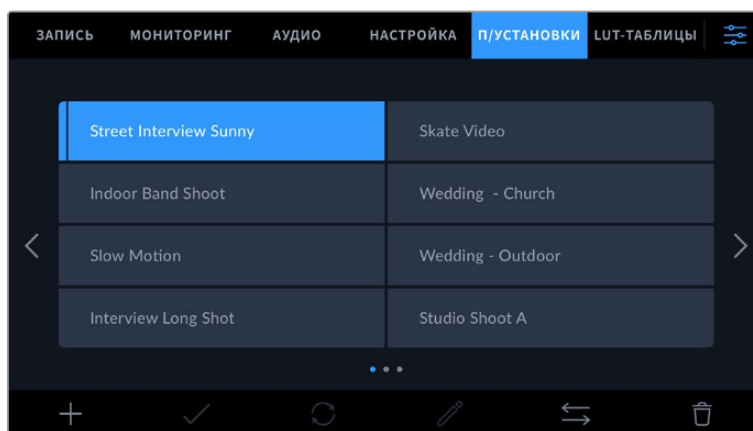 ЗАПИСЬ МОНИТОРИНГ АУДИО НАСТРОЙКА П/УСТАНОВКИ LUT-ТАБЛИЦЫ
Street Interview Sunny Skate Video
Indoor Band Shoot Wedding - Church
Slow Motion Wedding - Outdoor
Interview Long Shot Studio Shoot A